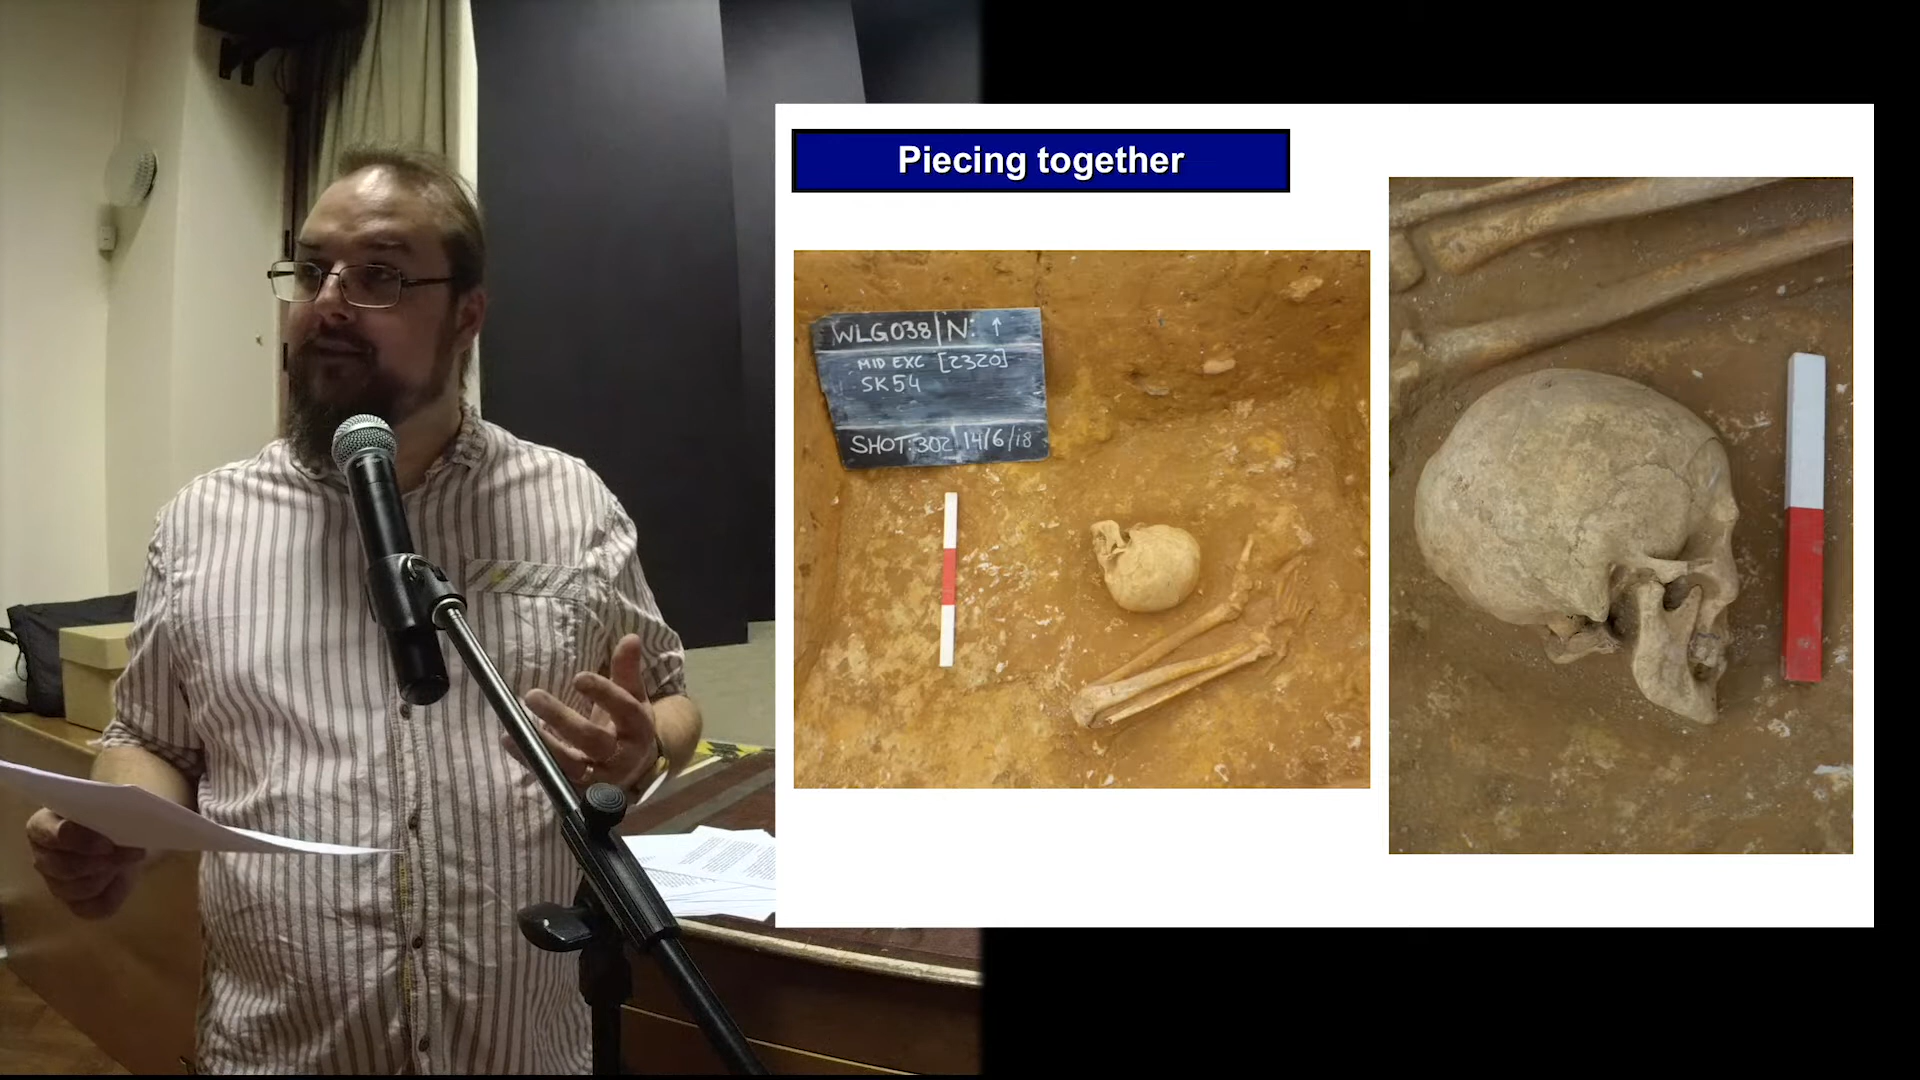 Piecing together
WLG038 N: ↑
MID EXC [2320]
SK54
SHOT:302 14/6/18